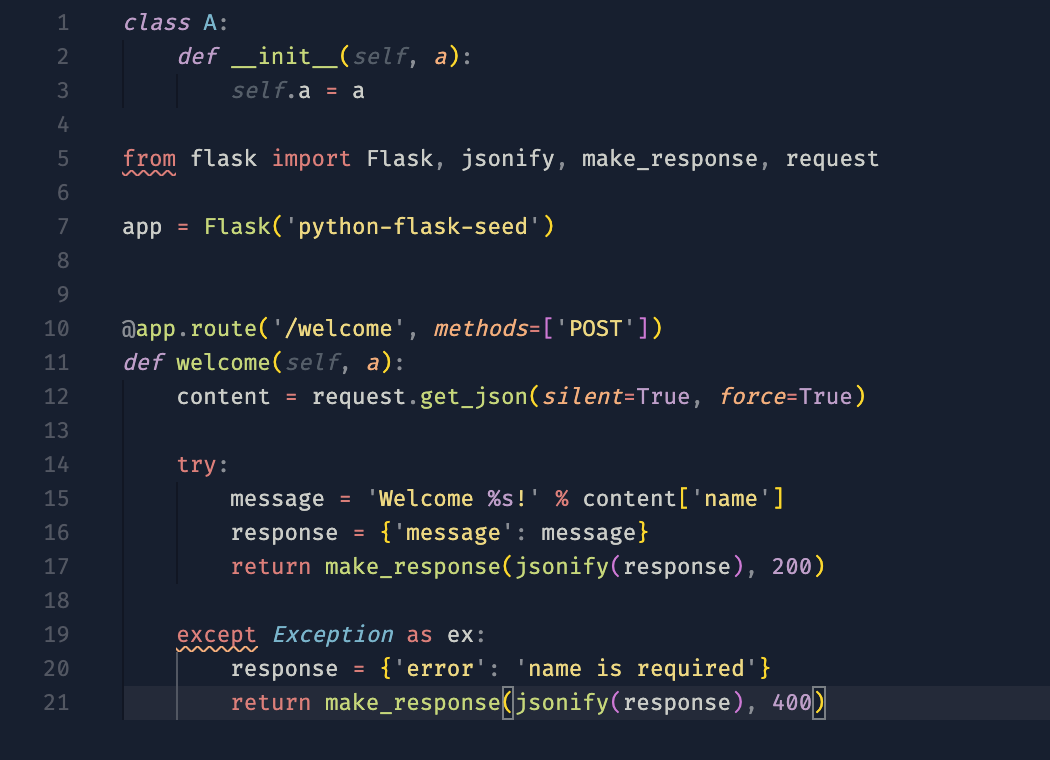 1 class A:
2     def __init__(self, a):
3         self.a = a
4
5 from flask import Flask, jsonify, make_response, request
6
7 app = Flask('python-flask-seed')
8
9
10 @app.route('/welcome', methods=['POST'])
11 def welcome(self, a):
12     content = request.get_json(silent=True, force=True)
13
14     try:
15         message = 'Welcome %s!' % content['name']
16         response = {'message': message}
17         return make_response(jsonify(response), 200)
18
19     except Exception as ex:
20         response = {'error': 'name is required'}
21         return make_response(jsonify(response), 400)